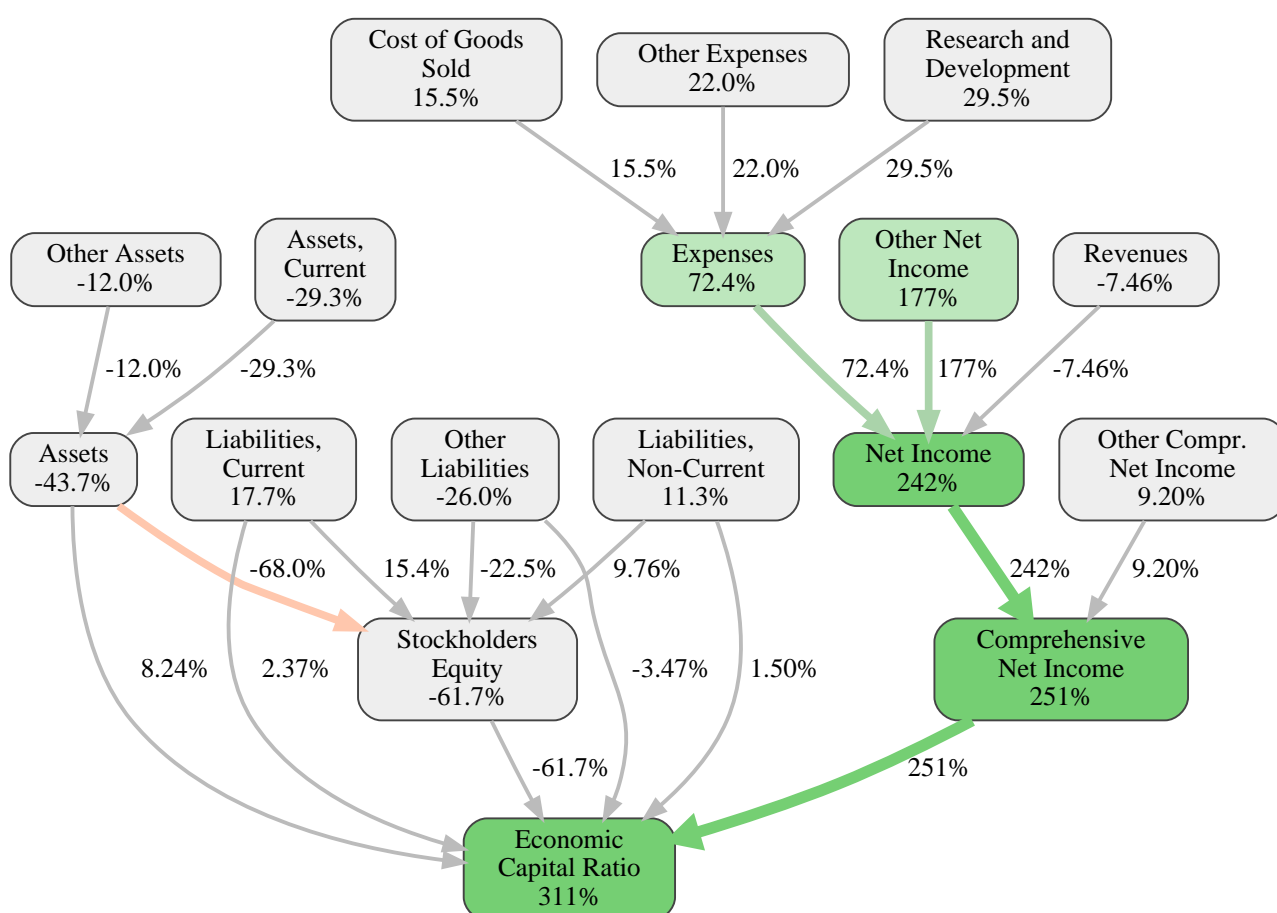 Cost of Goods
Sold
15.5%
Other Expenses
22.0%
Research and
Development
29.5%
15.5%
22.0%
29.5%
Other Assets
-12.0%
Assets,
Current
-29.3%
Expenses
72.4%
Other Net
Income
177%
Revenues
-7.46%
-12.0%
-29.3%
72.4%
177%
-7.46%
Assets
-43.7%
Liabilities,
Current
17.7%
Other
Liabilities
-26.0%
Liabilities,
Non-Current
11.3%
Net Income
242%
Other Compr.
Net Income
9.20%
-68.0%
15.4%
-22.5%
9.76%
242%
9.20%
Stockholders
Equity
-61.7%
Comprehensive
Net Income
251%
8.24%
2.37%
-3.47%
1.50%
-61.7%
251%
Economic
Capital Ratio
311%